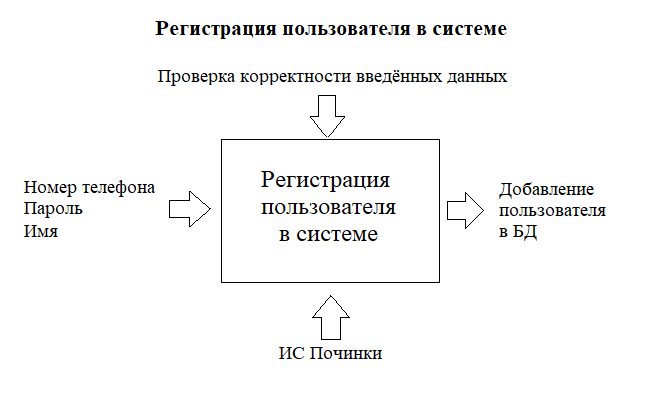 Регистрация пользователя в системе
Проверка корректности введённых данных
Номер телефона
Пароль
Имя
Регистрация
пользователя
в системе
Добавление
пользователя
в БД
ИС Починки